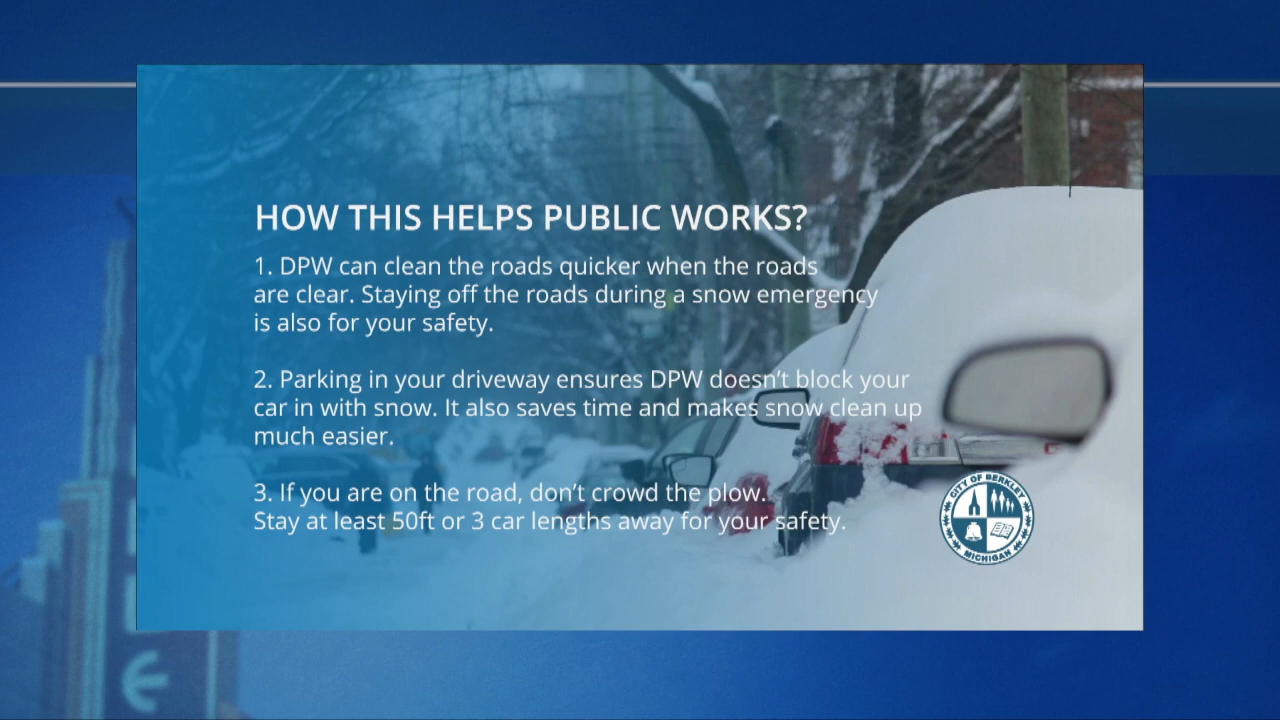 HOW THIS HELPS PUBLIC WORKS?
1. DPW can clean the roads quicker when the roads
are clear. Staying off the roads during a snow emergency
is also for your safety.
2. Parking in your driveway ensures DPW doesn't block your
car in with snow. It also saves time and makes snow clean up
much easier.
3. If you are on the road, don't crowd the plow.
Stay at least 50ft or 3 car lengths away for your safety.
CITY OF BERKLEY
MICHIGAN